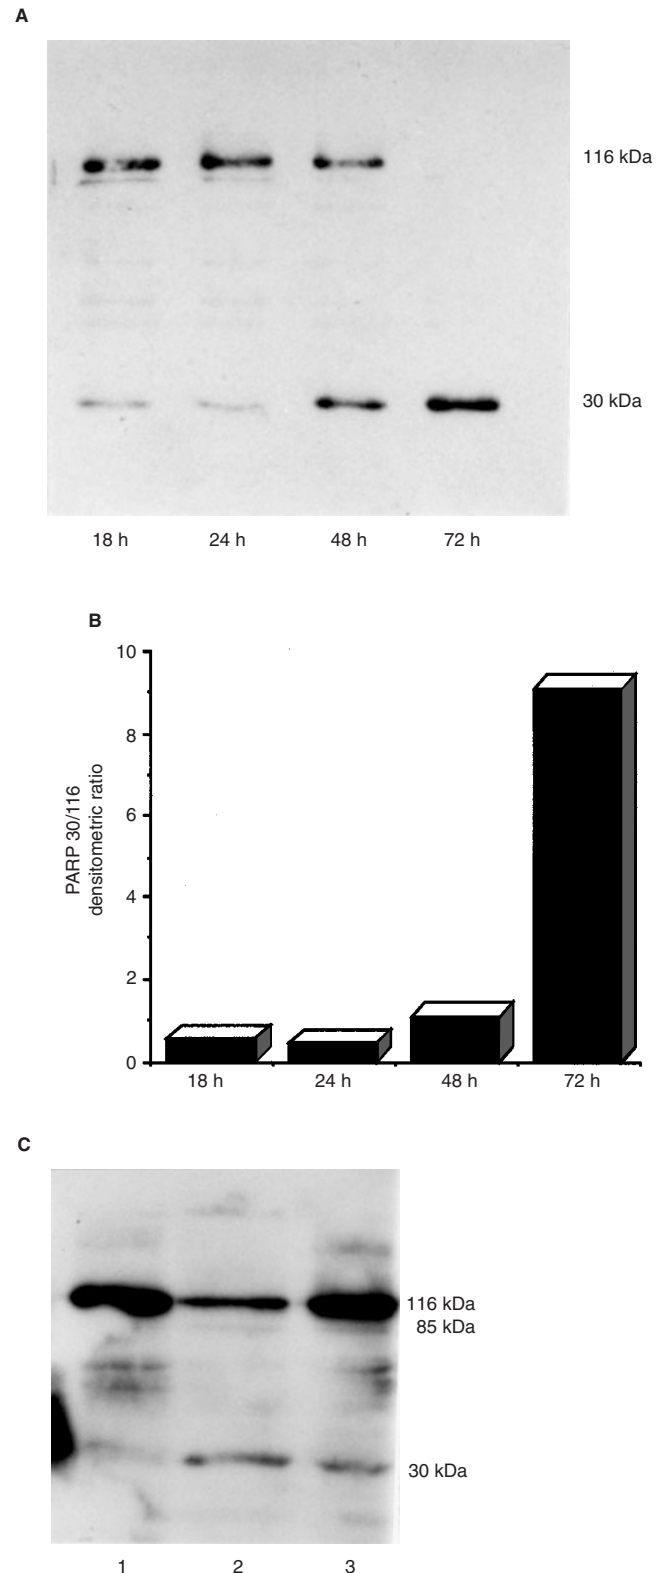 A
116 kDa
30 kDa
18 h 24 h 48 h 72 h
B
10
8
6
4
2
0
PARP 30/116
densitometric ratio
18 h 24 h 48 h 72 h
C
116 kDa
85 kDa
30 kDa
1 2 3